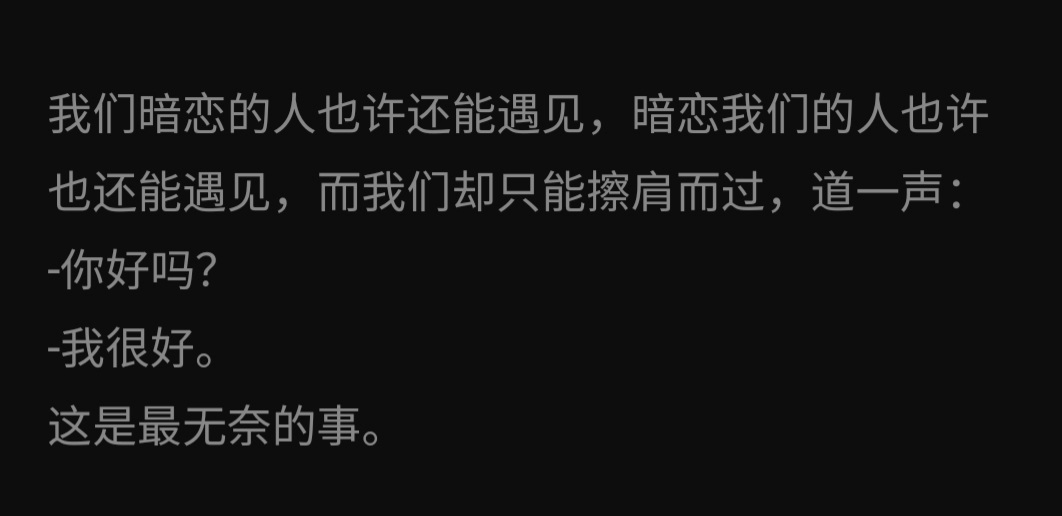 我们暗恋的人也许还能遇见，暗恋我们的人也许
也还能遇见，而我们却只能擦肩而过，道一声：
-你好吗？
-我很好。
这是最无奈的事。